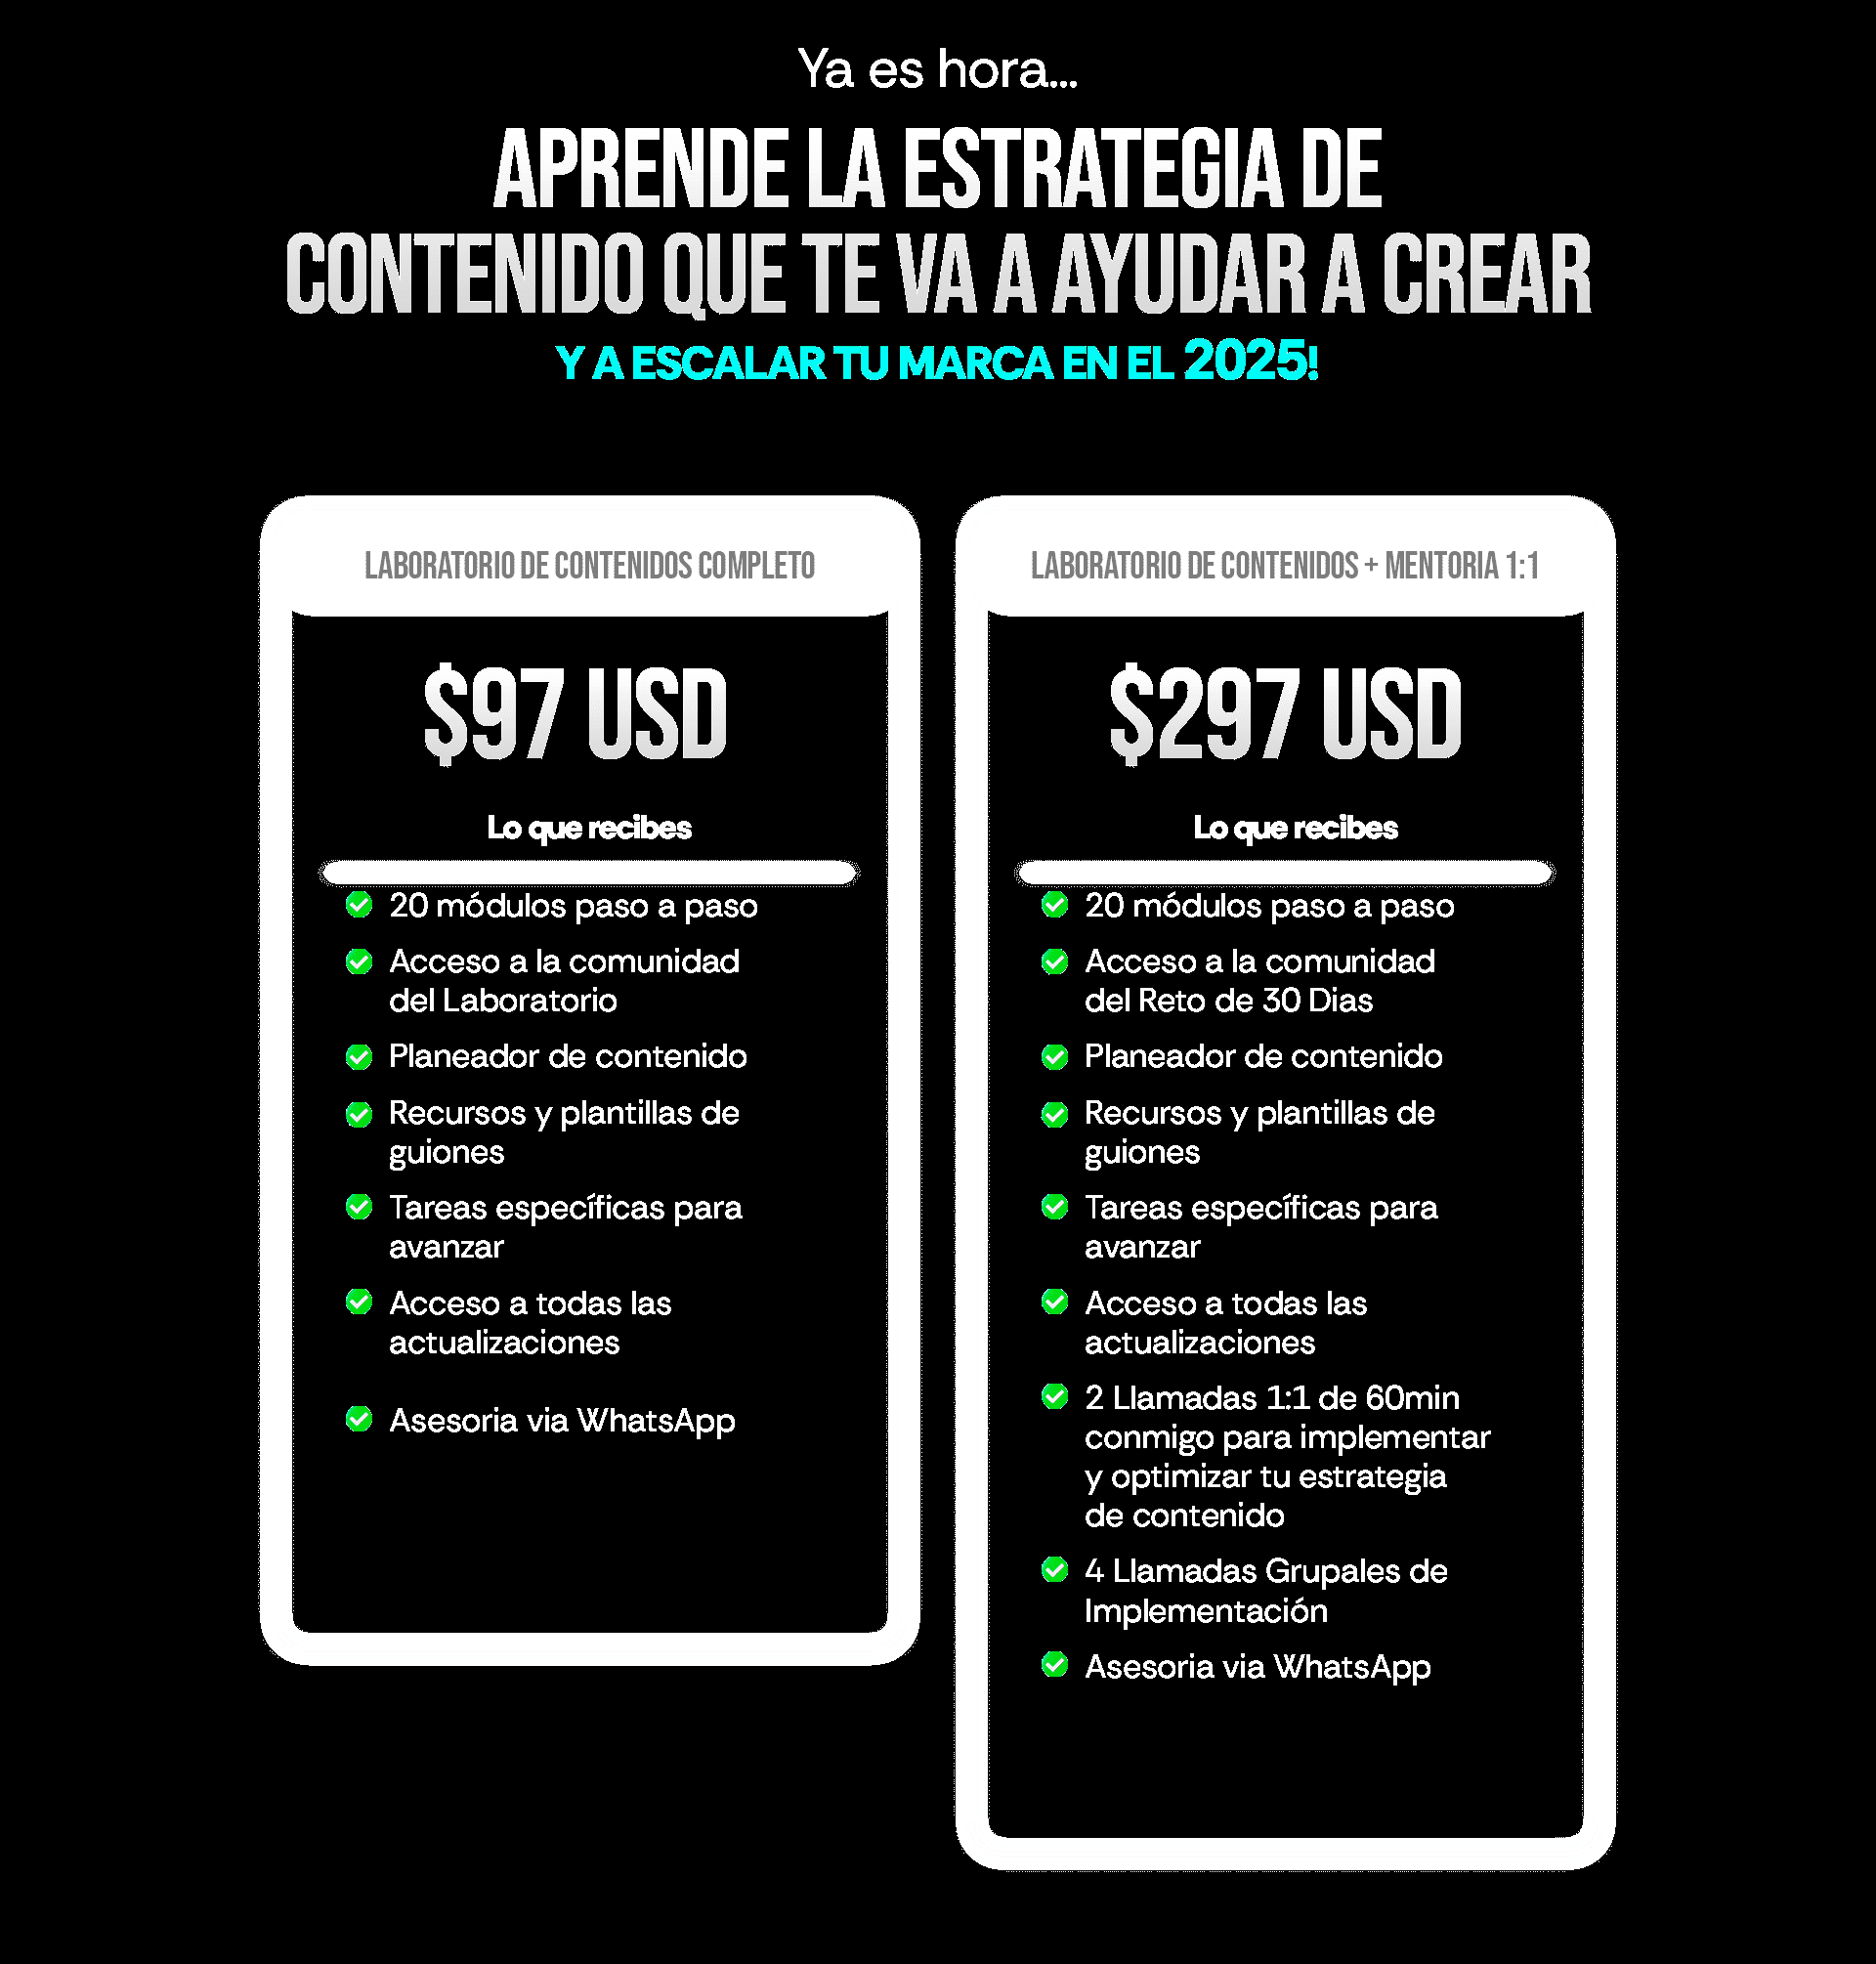 Ya es hora...
APRENDE LA ESTRATEGIA DE
CONTENIDO QUE TE VA A AYUDAR A CREAR
Y A ESCALAR TU MARCA EN EL 2025!
LABORATORIO DE CONTENIDOS COMPLETO
$97 USD
Lo que recibes
20 módulos paso a paso
Acceso a la comunidad
del Laboratorio
Planeador de contenido
Recursos y plantillas de
guiones
Tareas específicas para
avanzar
Acceso a todas las
actualizaciones
Asesoria via WhatsApp
LABORATORIO DE CONTENIDOS + MENTORIA 1:1
$297 USD
Lo que recibes
20 módulos paso a paso
Acceso a la comunidad
del Reto de 30 Dias
Planeador de contenido
Recursos y plantillas de
guiones
Tareas específicas para
avanzar
Acceso a todas las
actualizaciones
2 Llamadas 1:1 de 60min
conmigo para implementar
y optimizar tu estrategia
de contenido
4 Llamadas Grupales de
Implementación
Asesoria via WhatsApp